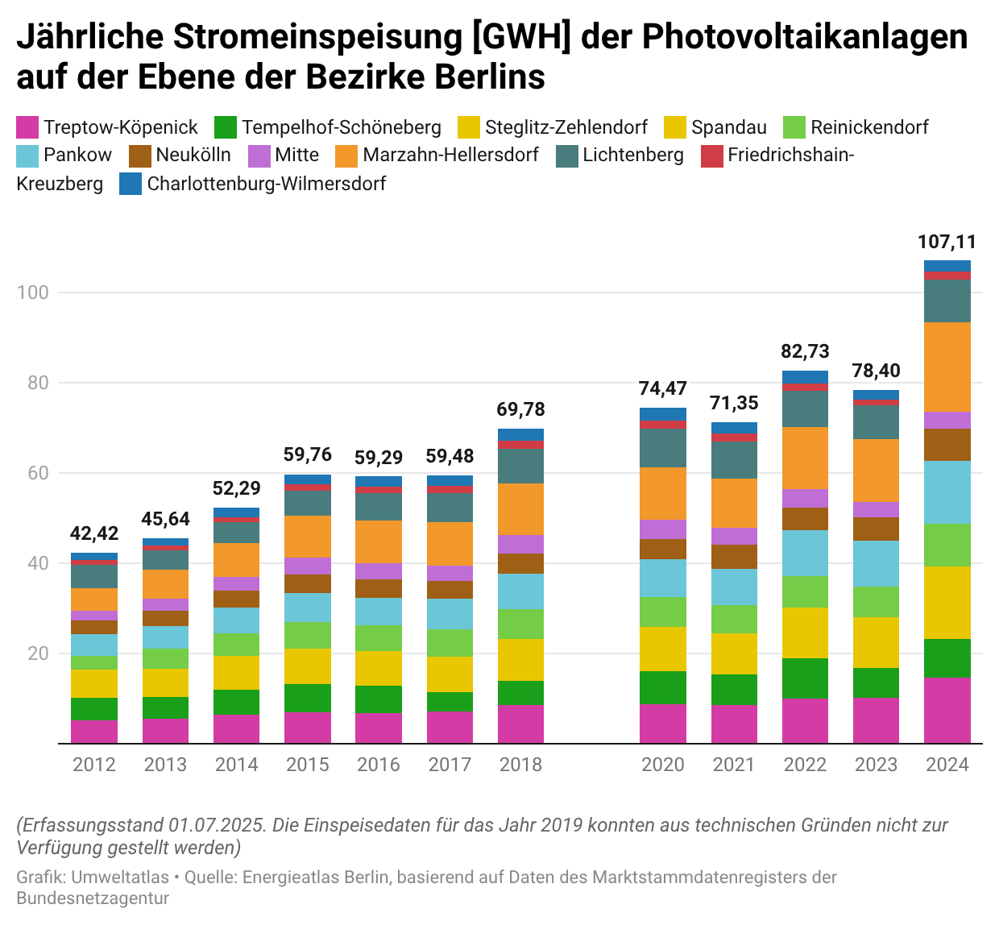 Jährliche Stromeinspeisung [GWH] der Photovoltaikanlagen
auf der Ebene der Bezirke Berlins
Treptow-Köpenick Tempelhof-Schöneberg Steglitz-Zehlendorf Spandau Reinickendorf
Pankow Neukölln Mitte Marzahn-Hellersdorf Lichtenberg Friedrichshain-
Kreuzberg Charlottenburg-Wilmersdorf
107,11
100
82,73
80
78,40
74,47
71,35
69,78
60
59,76
59,29
59,48
52,29
45,64
42,42
40
20
2012 2013 2014 2015 2016 2017 2018 2020 2021 2022 2023 2024
(Erfassungsstand 01.07.2025. Die Einspeisedaten für das Jahr 2019 konnten aus technischen Gründen nicht zur
Verfügung gestellt werden)
Grafik: Umweltatlas • Quelle: Energieatlas Berlin, basierend auf Daten des Marktstammdatenregisters der
Bundesnetzagentur